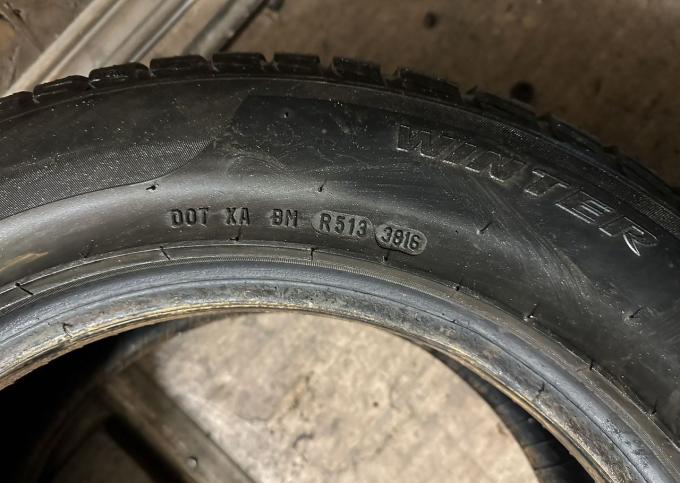 WINTER
DOT XA BM R513 3816